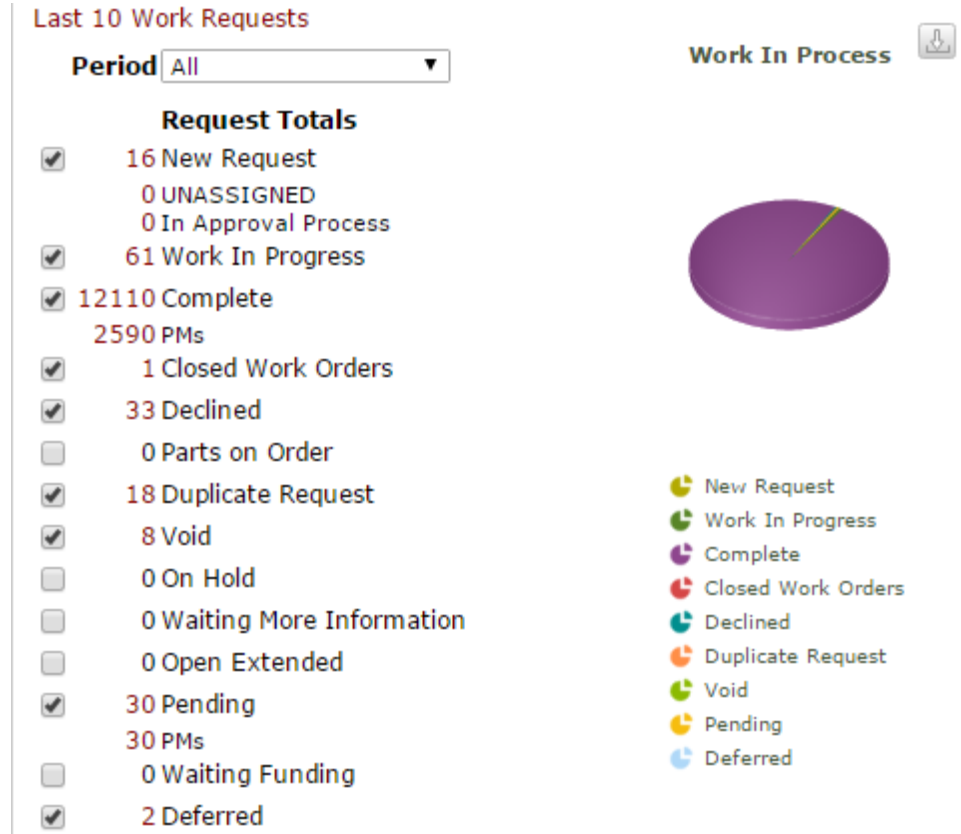 Last 10 Work Requests
Period All
Request Totals
16 New Request
0 UNASSIGNED
0 In Approval Process
61 Work In Progress
12110 Complete
2590 PMs
1 Closed Work Orders
33 Declined
0 Parts on Order
18 Duplicate Request
8 Void
0 On Hold
0 Waiting More Information
0 Open Extended
30 Pending
30 PMs
0 Waiting Funding
2 Deferred
Work In Process
New Request
Work In Progress
Complete
Closed Work Orders
Declined
Duplicate Request
Void
Pending
Deferred